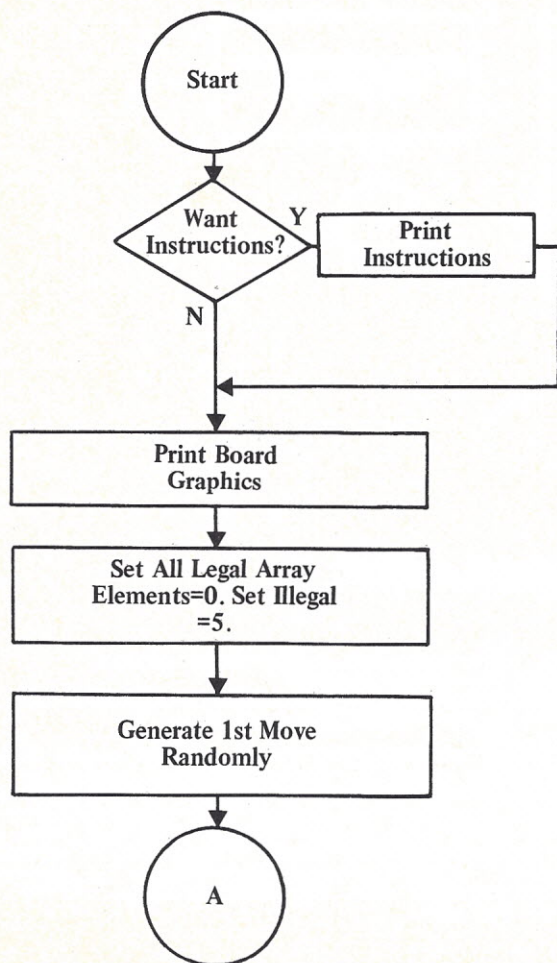 Start
Want
Instructions?
Y
Print
Instructions
N
Print Board
Graphics
Set All Legal Array
Elements=0. Set Illegal
=5.
Generate 1st Move
Randomly
A